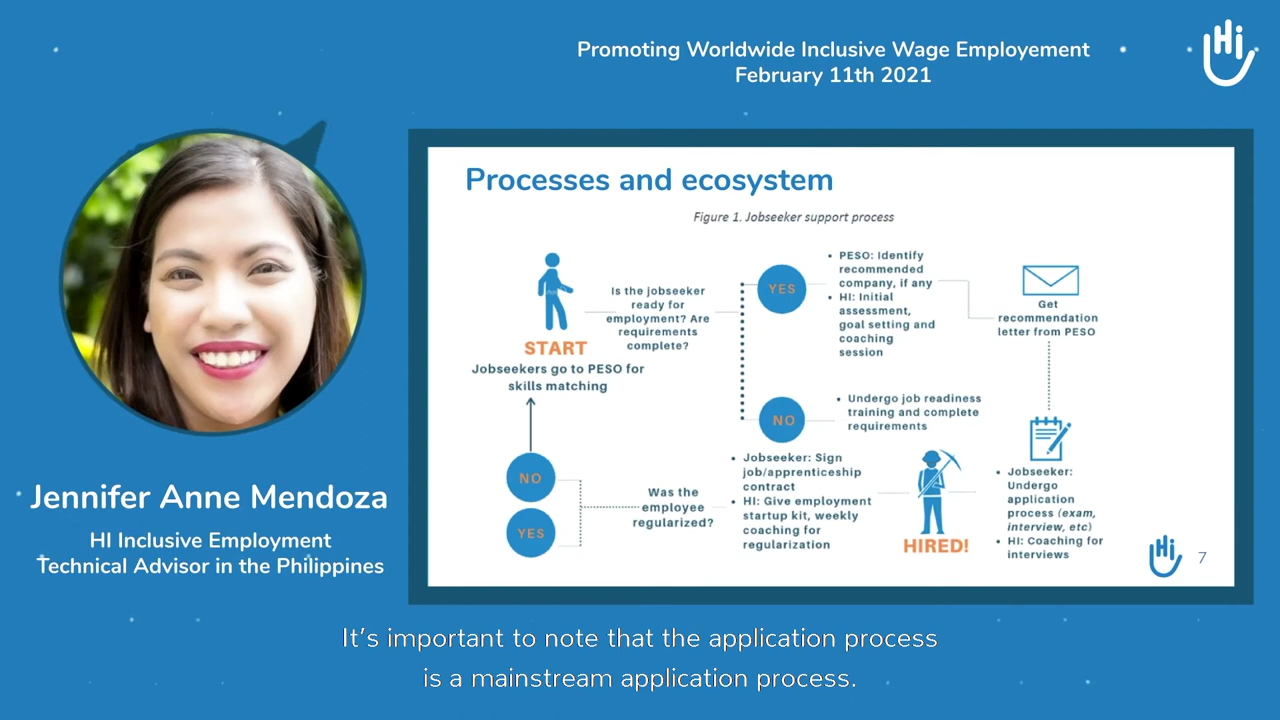 Promoting Worldwide Inclusive Wage Employement
February 11th 2021
Hi
Jennifer Anne Mendoza
HI Inclusive Employment
Technical Advisor in the Philippines
Processes and ecosystem
Figure 1. Jobseeker support process
START
Jobseekers go to PESO for
skills matching
Is the jobseeker
ready for
employment? Are
requirements
complete?
YES
• PESO: Identify
recommended
company, if any
• HI: Initial
assessment,
goal setting and
coaching
session
Get
recommendation
letter from PESO
NO
• Undergo job readiness
training and complete
requirements
• Jobseeker:
Undergo
application
process (exam,
interview, etc)
• HI: Coaching for
interviews
HIRED!
• Jobseeker: Sign
job/apprenticeship
contract
• HI: Give employment
startup kit, weekly
coaching for
regularization
Was the
employee
regularized?
NO
YES
Hi
7
It's important to note that the application process
is a mainstream application process.